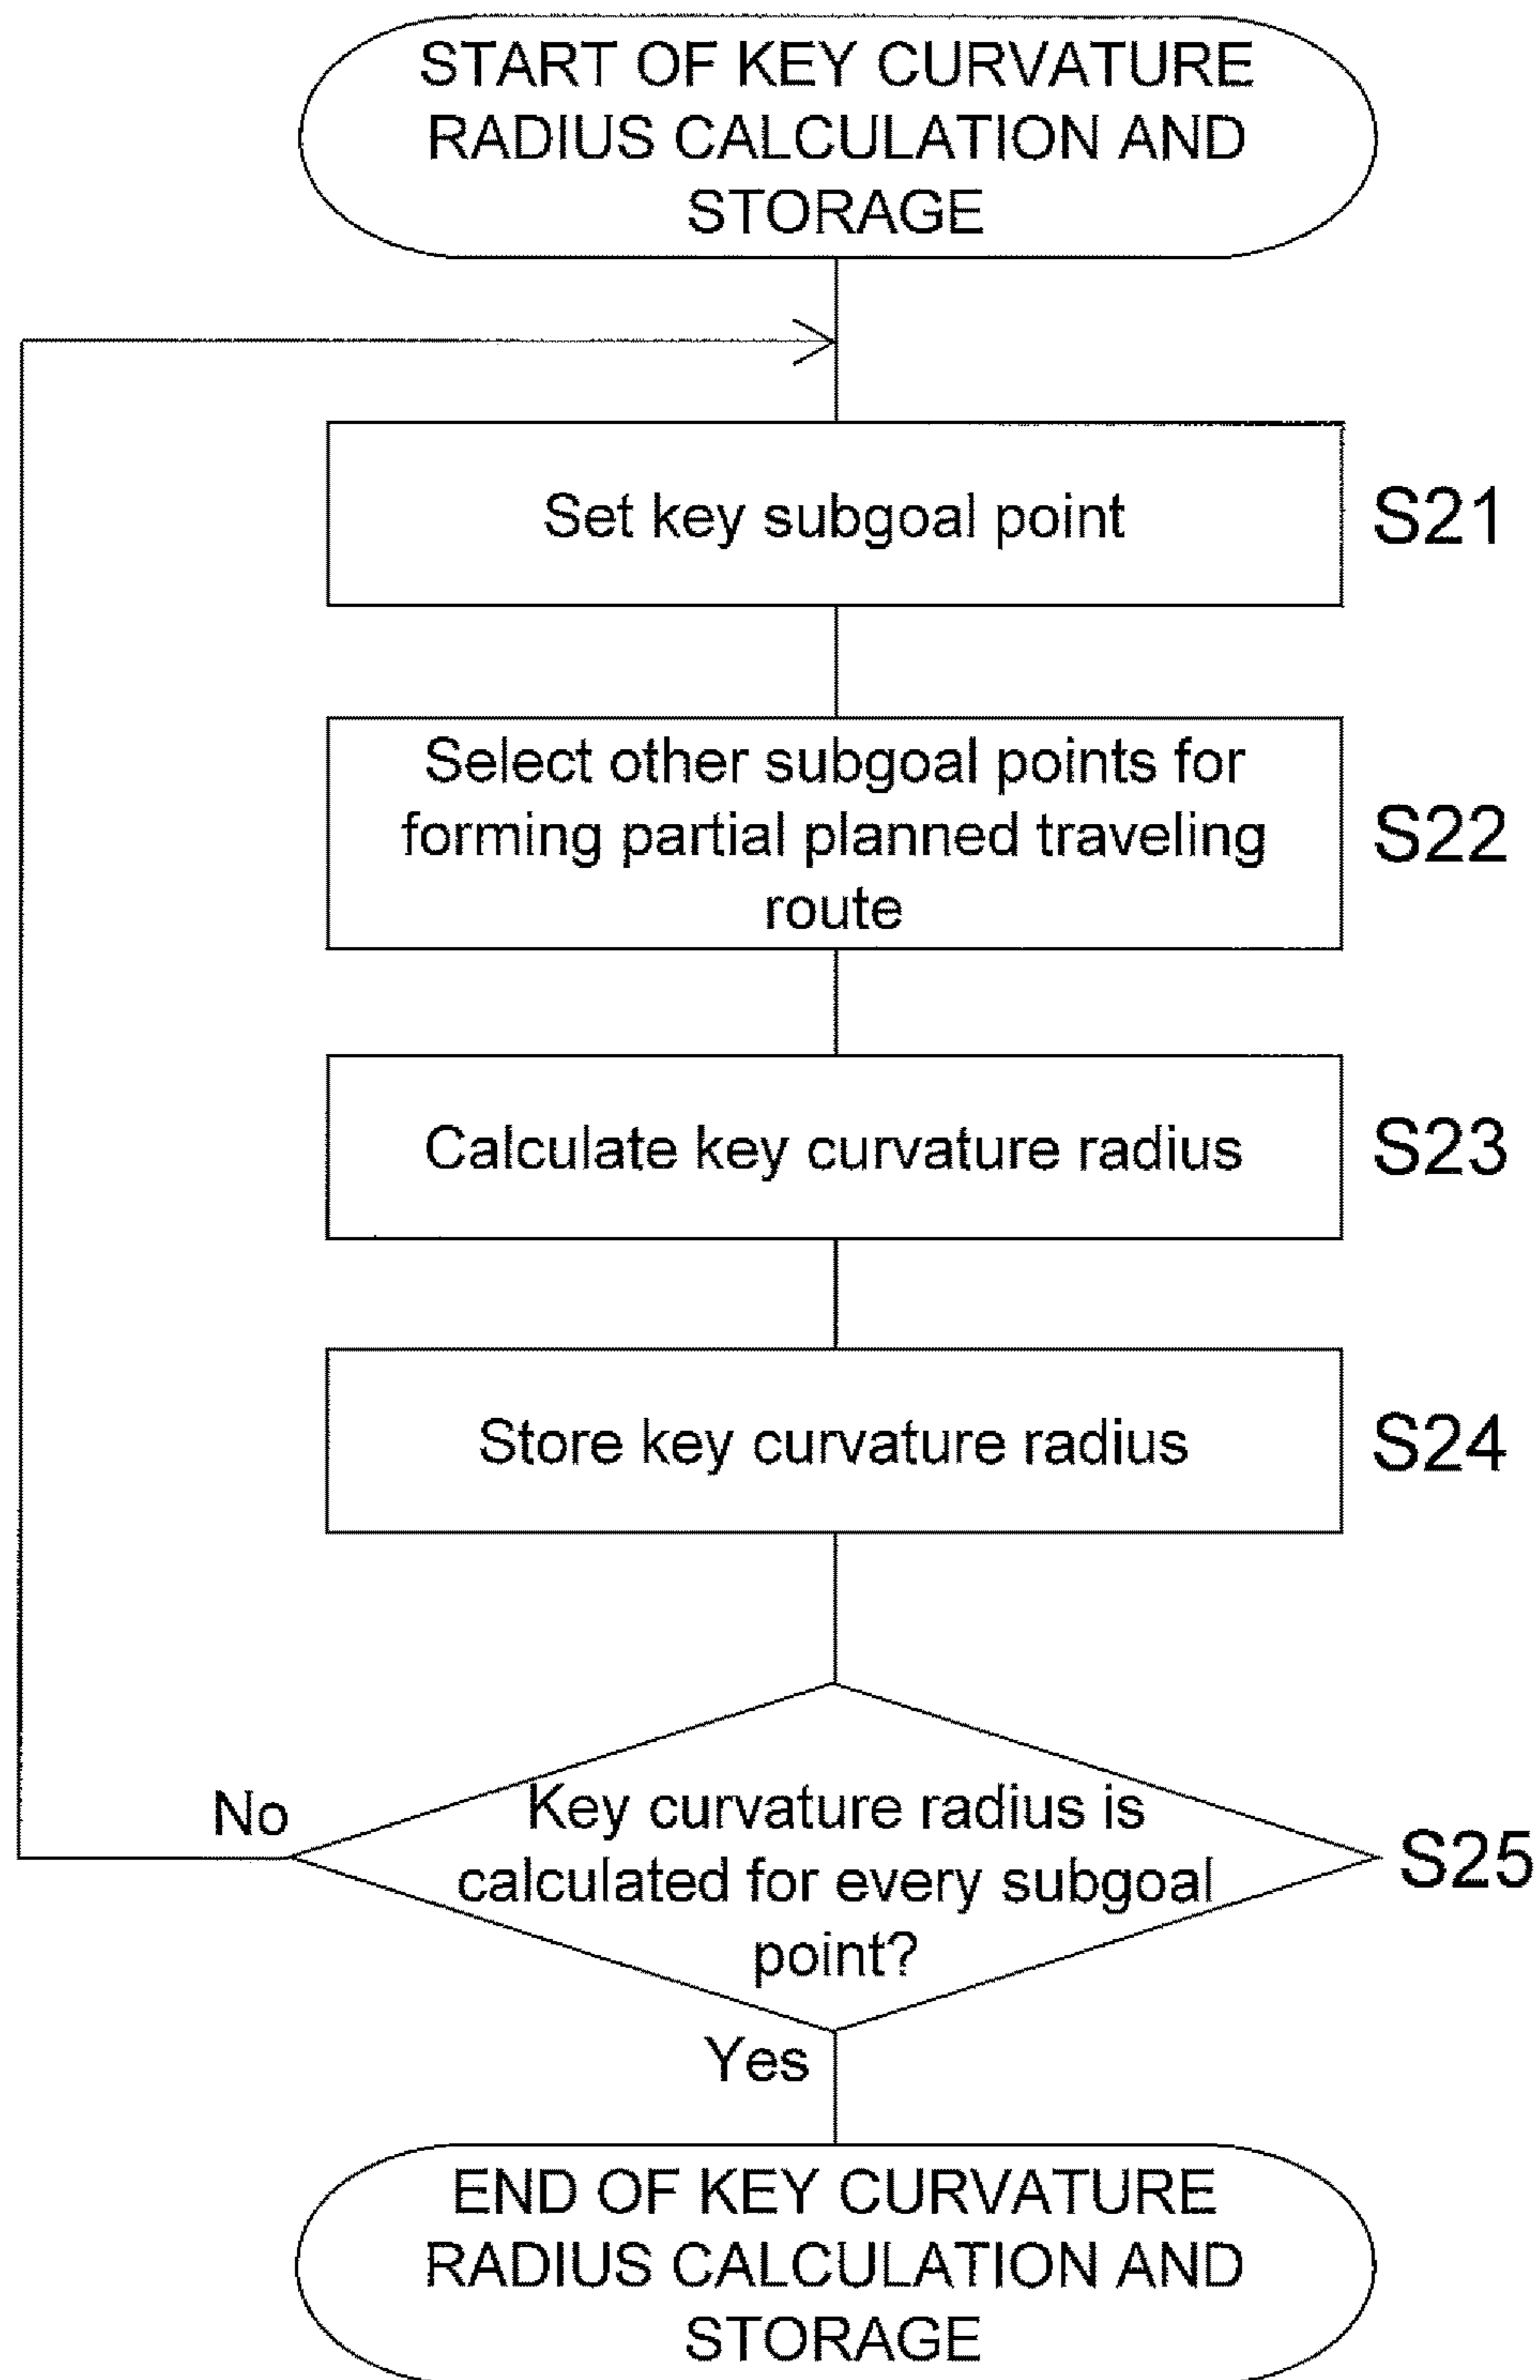 START OF KEY CURVATURE
RADIUS CALCULATION AND
STORAGE
Set key subgoal point
S21
Select other subgoal points for
forming partial planned traveling
route
S22
Calculate key curvature radius
S23
Store key curvature radius
S24
No
Key curvature radius is
calculated for every subgoal
point?
S25
Yes
END OF KEY CURVATURE
RADIUS CALCULATION AND
STORAGE